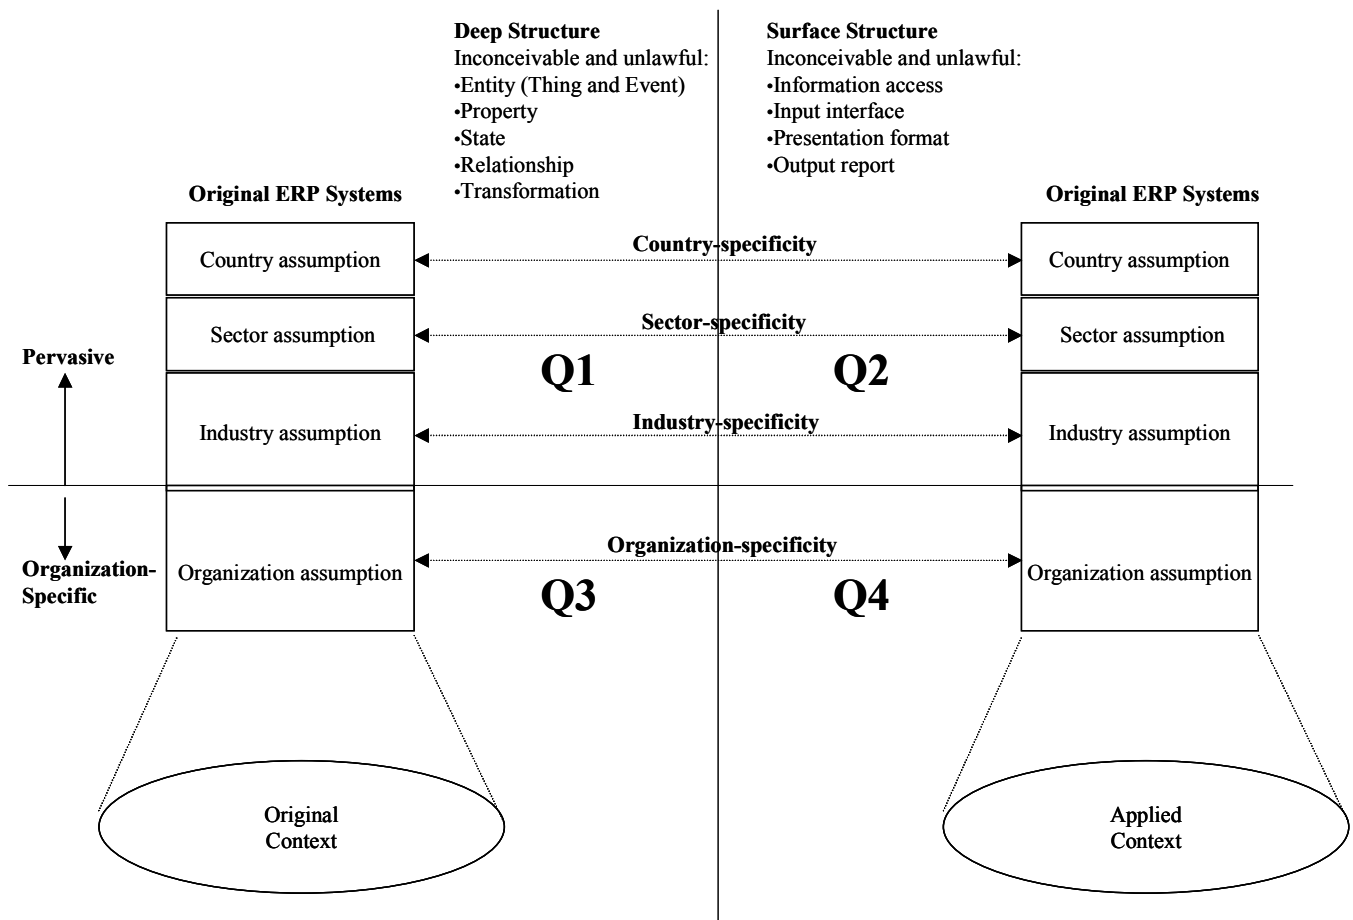 Deep Structure
Inconceivable and unlawful:
•Entity (Thing and Event)
•Property
•State
•Relationship
•Transformation
Surface Structure
Inconceivable and unlawful:
•Information access
•Input interface
•Presentation format
•Output report
Original ERP Systems
Original ERP Systems
Country assumption
Country-specificity
Country assumption
Sector assumption
Sector-specificity
Sector assumption
Pervasive
Q1
Q2
Industry assumption
Industry-specificity
Industry assumption
Organization-
Specific
Organization assumption
Organization-specificity
Organization assumption
Q3
Q4
Original
Context
Applied
Context